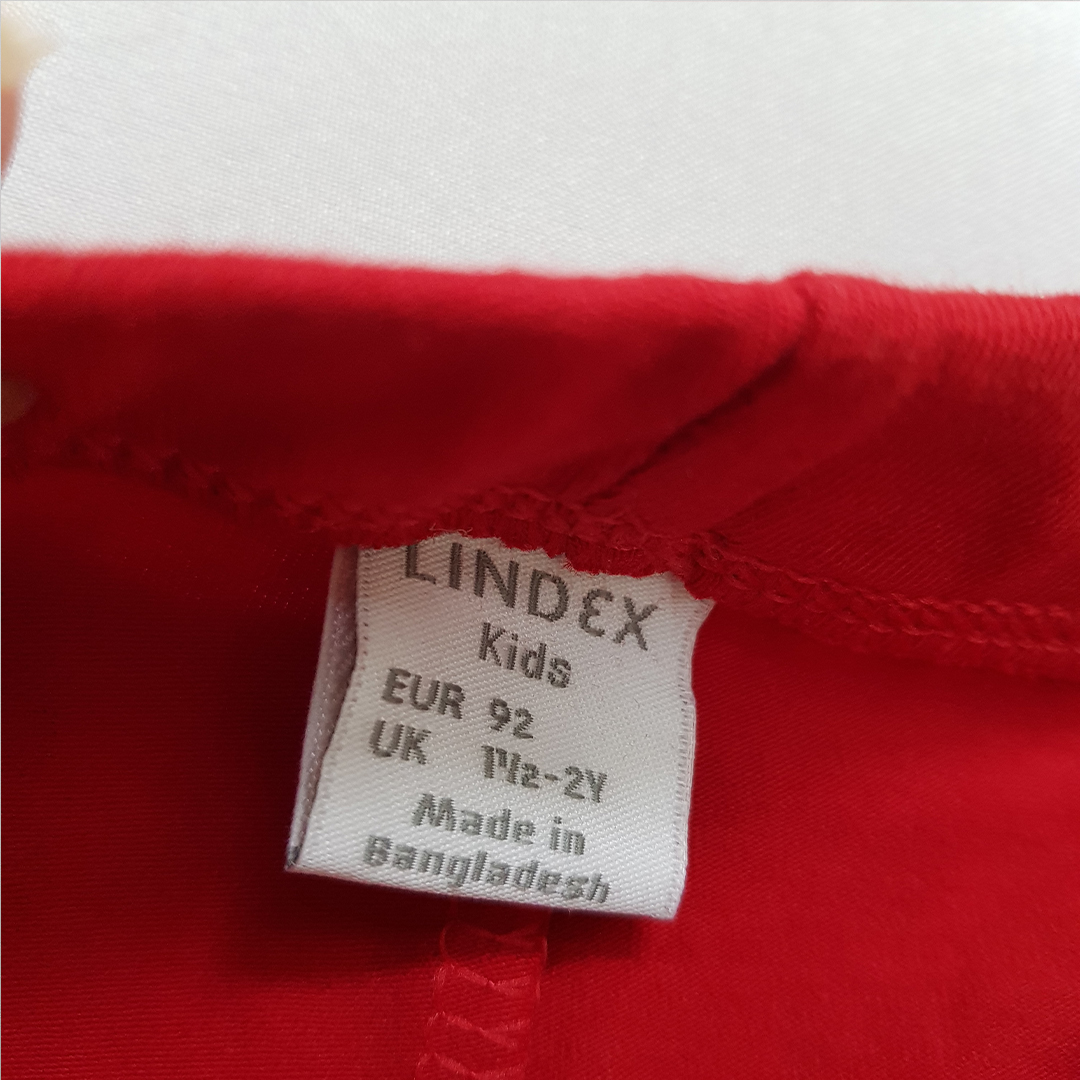 LINDEX
Kids
EUR 92
UK 1½-2Y
Made in
Bangladesh